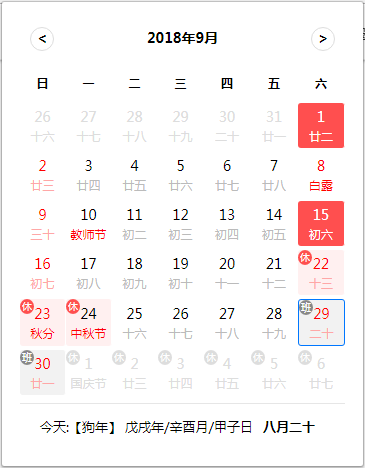 < 2018年9月 >
日 一 二 三 四 五 六
26 27 28 29 30 31 1
十六 十七 十八 十九 二十 廿一 廿二
2 3 4 5 6 7 8
廿三 廿四 廿五 廿六 廿七 廿八 白露
9 10 11 12 13 14 15
三十 教师节 初二 初三 初四 初五 初六
16 17 18 19 20 21 休 22
初七 初八 初九 初十 十一 十二 十三
休 23 休 24 25 26 27 28 班 29
秋分 中秋节 十六 十七 十八 十九 二十
班 30 休 1 休 2 休 3 休 4 休 5 休 6
廿一 国庆节 廿三 廿四 廿五 廿六 廿七
今天:【狗年】 戊戌年/辛酉月/甲子日 八月二十